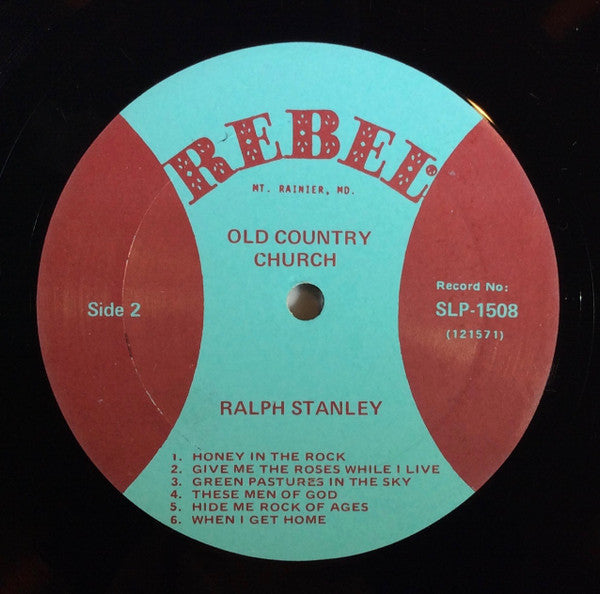 REBEL®
MT. RAINIER, MD.
OLD COUNTRY
CHURCH
Side 2
Record No:
SLP-1508
(121571)
RALPH STANLEY
1. HONEY IN THE ROCK
2. GIVE ME THE ROSES WHILE I LIVE
3. GREEN PASTURES IN THE SKY
4. THESE MEN OF GOD
5. HIDE ME ROCK OF AGES
6. WHEN I GET HOME